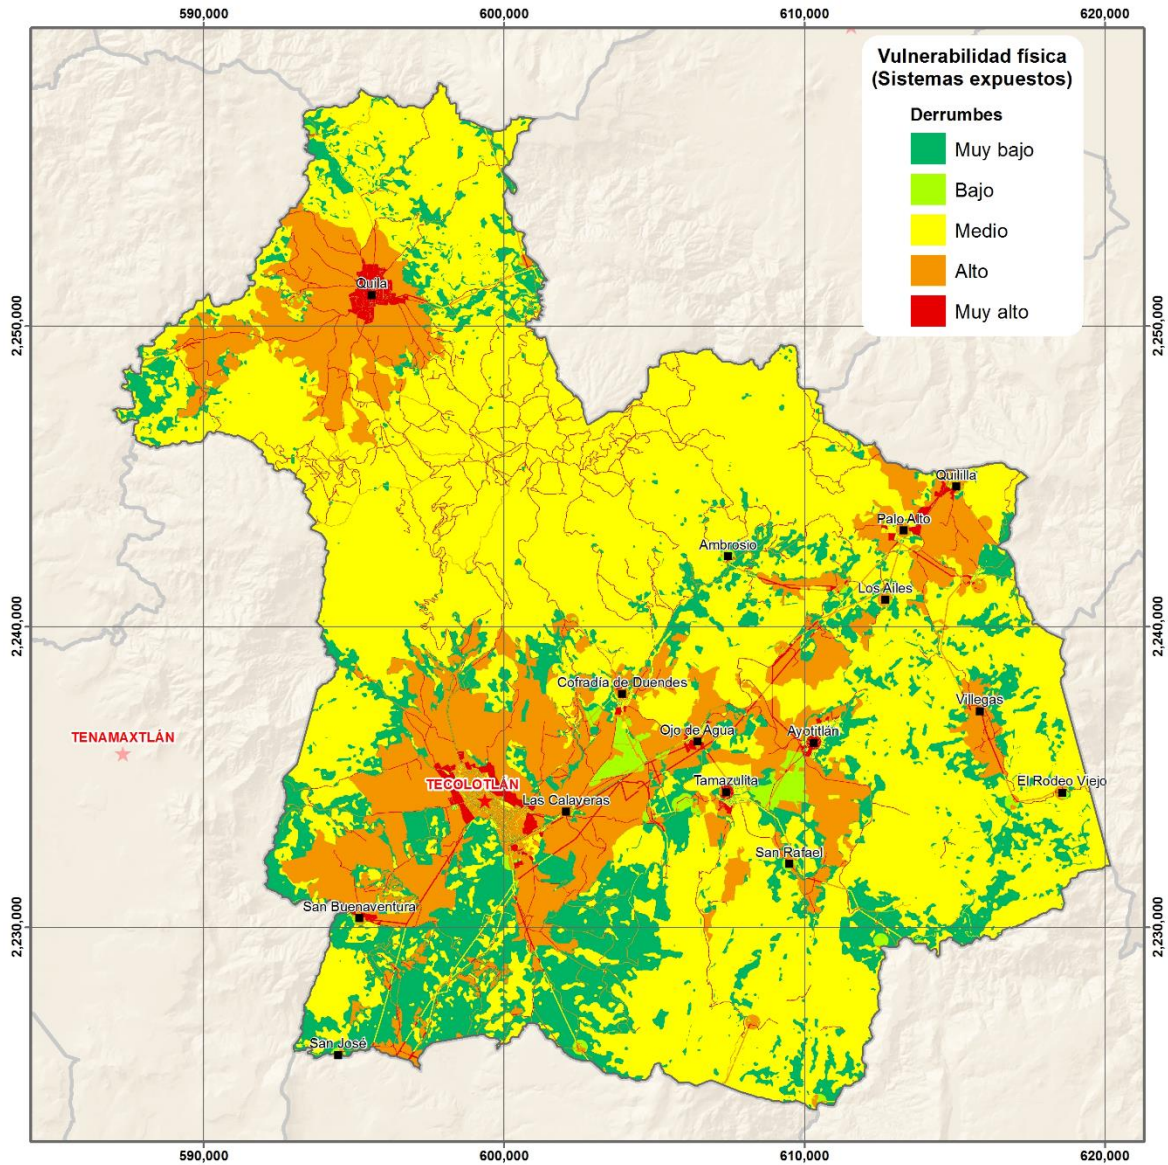 590,000
600,000
610,000
620,000
Vulnerabilidad física
(Sistemas expuestos)
Derrumbes
Muy bajo
Bajo
Medio
Alto
Muy alto
2,250,000
2,250,000
2,240,000
2,240,000
2,230,000
2,230,000
Quila
Quililla
Palo Alto
Ambrosio
Los Ailes
Cofradía de Duendes
Villegas
Ojo de Agua
Ayotitlán
TENAMAXTLÁN
TECOLOTLÁN
Tamazulita
El Rodeo Viejo
Las Calaveras
San Rafael
San Buenaventura
San José
590,000
600,000
610,000
620,000